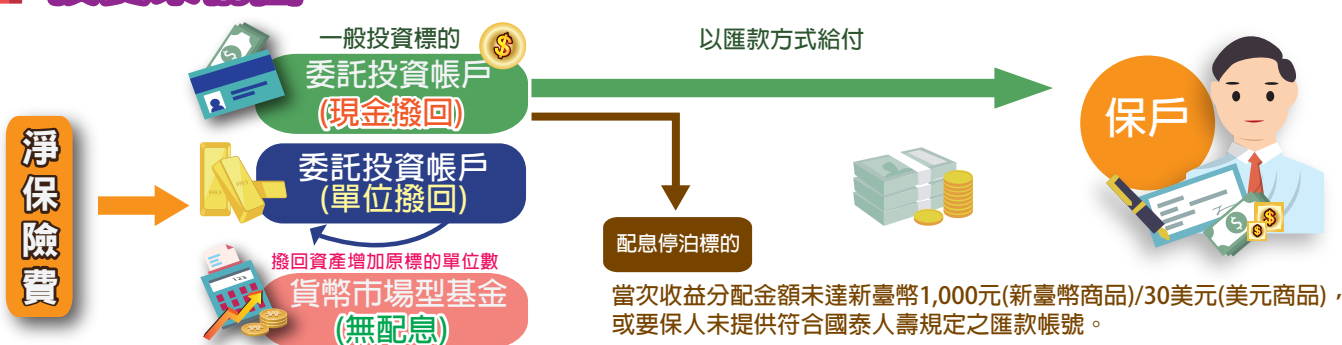 一般投資標的
以匯款方式給付
委託投資帳戶
(現金撥回)
保戶
淨保險費
委託投資帳戶
(單位撥回)
配息停泊標的
撥回資產增加原標的單位數
貨幣市場型基金
(無配息)
當次收益分配金額未達新臺幣1,000元(新臺幣商品)/30美元(美元商品),
或要保人未提供符合國泰人壽規定之匯款帳號。